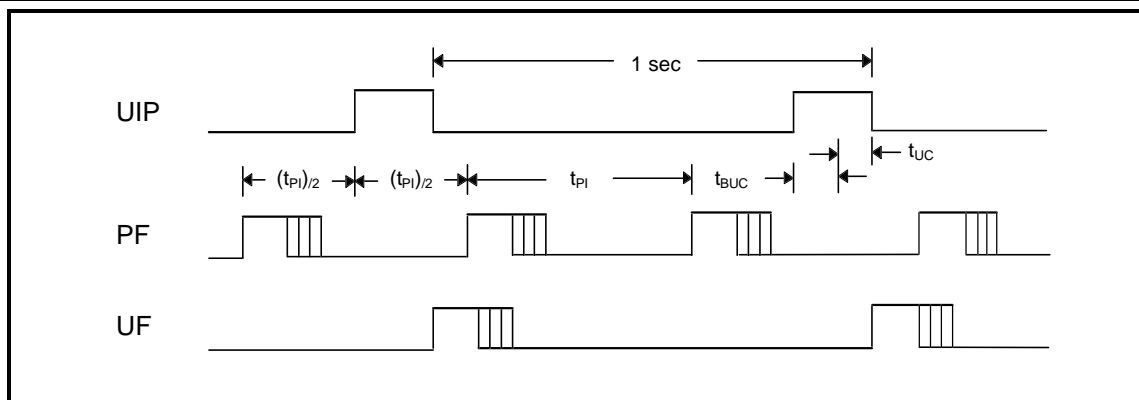 1 sec
UIP
tUC
(tPI)/2 (tPI)/2 tPI tBUC
PF
UF